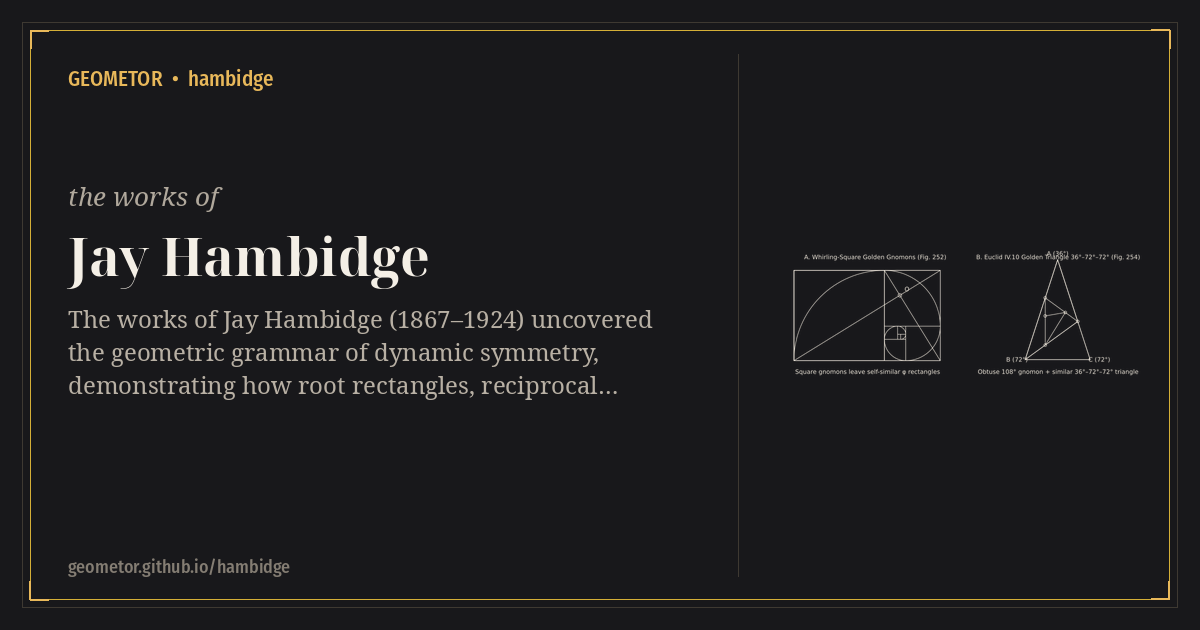 GEOMETOR • hambidge
the works of
Jay Hambidge
The works of Jay Hambidge (1867–1924) uncovered
the geometric grammar of dynamic symmetry,
demonstrating how root rectangles, reciprocal…
geometor.github.io/hambidge
A. Whirling-Square Golden Gnomons (Fig. 252)
O
Square gnomons leave self-similar φ rectangles
A (36°)
B. Euclid IV.10 Golden Triangle 36°–72°–72° (Fig. 254)
B (72°)
C (72°)
Obtuse 108° gnomon + similar 36°–72°–72° triangle